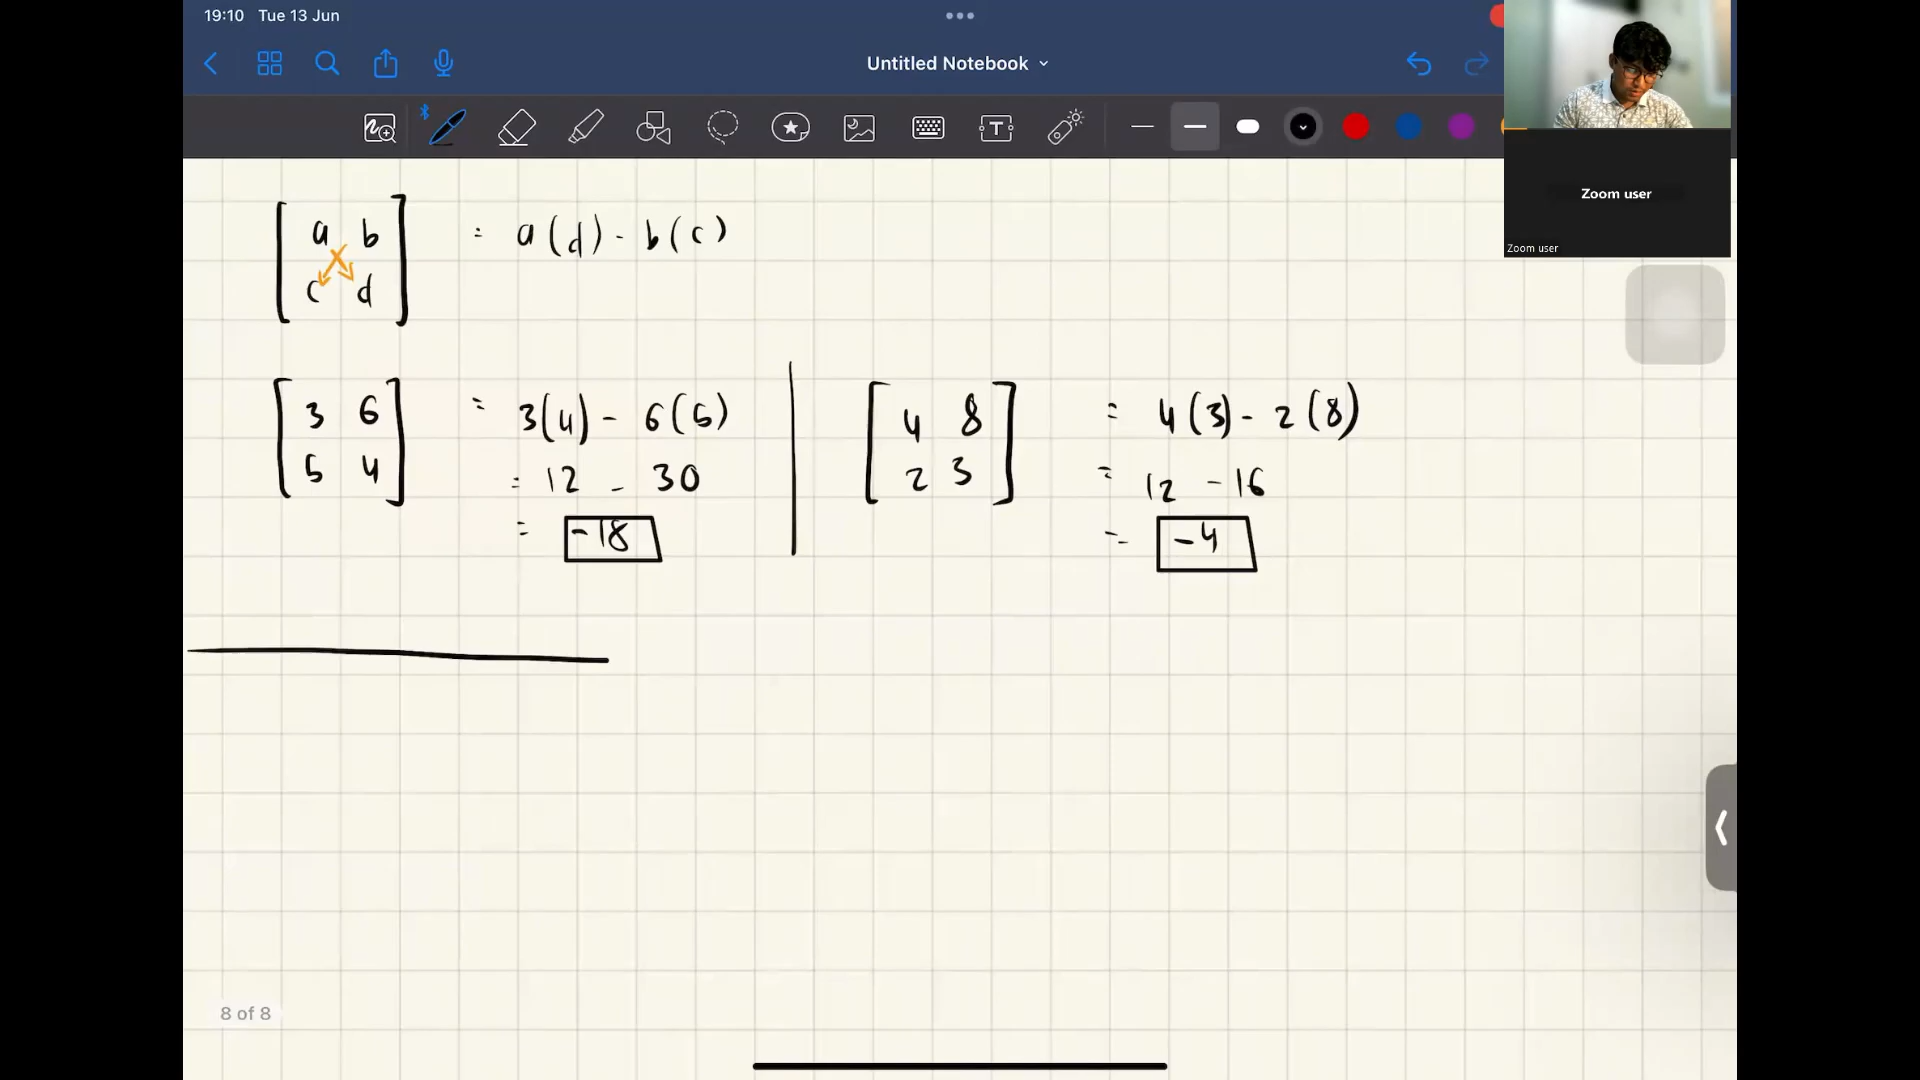 19:10 Tue 13 Jun
Untitled Notebook
T
Zoom user
Zoom user
[a b
c d] = a(d) - b(c)
[3 6
5 4] = 3(4) - 6(5)
= 12 - 30
= -18
[4 8
2 3] = 4(3) - 2(8)
= 12 - 16
= -4
8 of 8